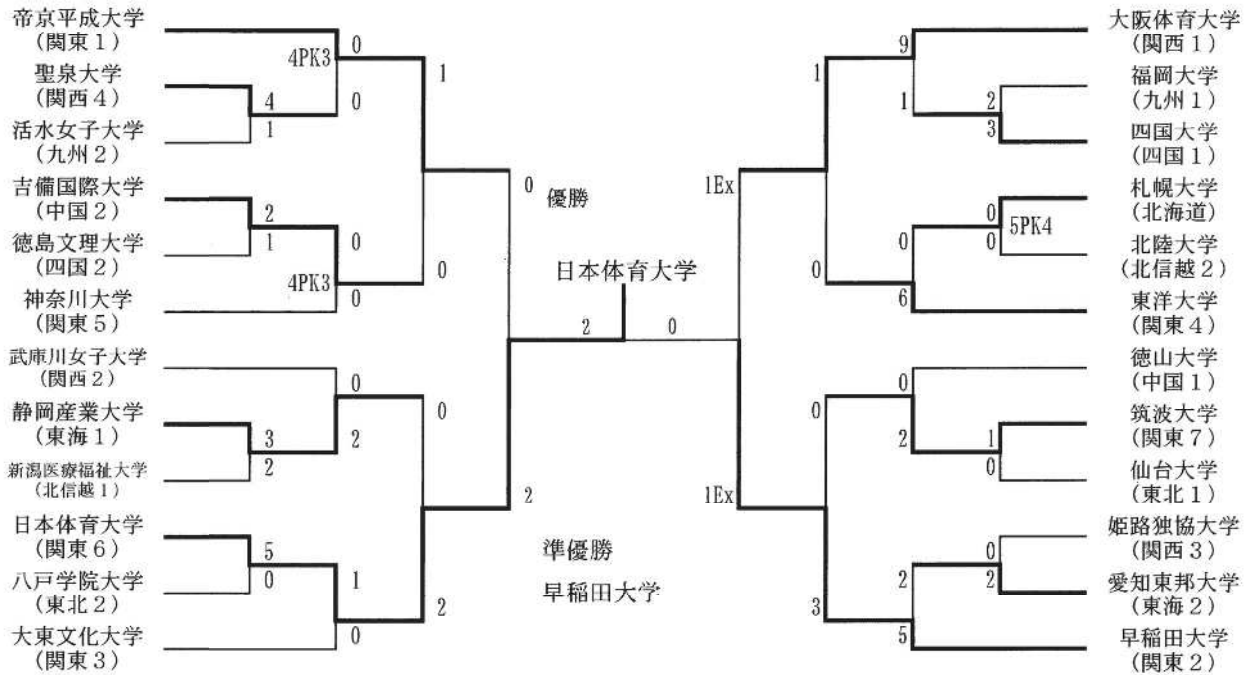 帝京平成大学
(関東1)
聖泉大学
(関西4)
活水女子大学
(九州2)
吉備国際大学
(中国2)
徳島文理大学
(四国2)
神奈川大学
(関東5)
武庫川女子大学
(関西2)
静岡産業大学
(東海1)
新潟医療福祉大学
(北信越1)
日本体育大学
(関東6)
八戸学院大学
(東北2)
大東文化大学
(関東3)
4
1
2
1
3
2
5
0
4PK3
0
0
0
4PK3
0
0
2
1
0
1
0
0
2
0
2
優勝
日本体育大学
2
0
準優勝
早稲田大学
1Ex
1Ex
1
0
0
3
9
1
0
6
0
2
2
5
2
3
0
0
5PK4
1
0
0
2
大阪体育大学
(関西1)
福岡大学
(九州1)
四国大学
(四国1)
札幌大学
(北海道)
北陸大学
(北信越2)
東洋大学
(関東4)
徳山大学
(中国1)
筑波大学
(関東7)
仙台大学
(東北1)
姫路独協大学
(関西3)
愛知東邦大学
(東海2)
早稲田大学
(関東2)